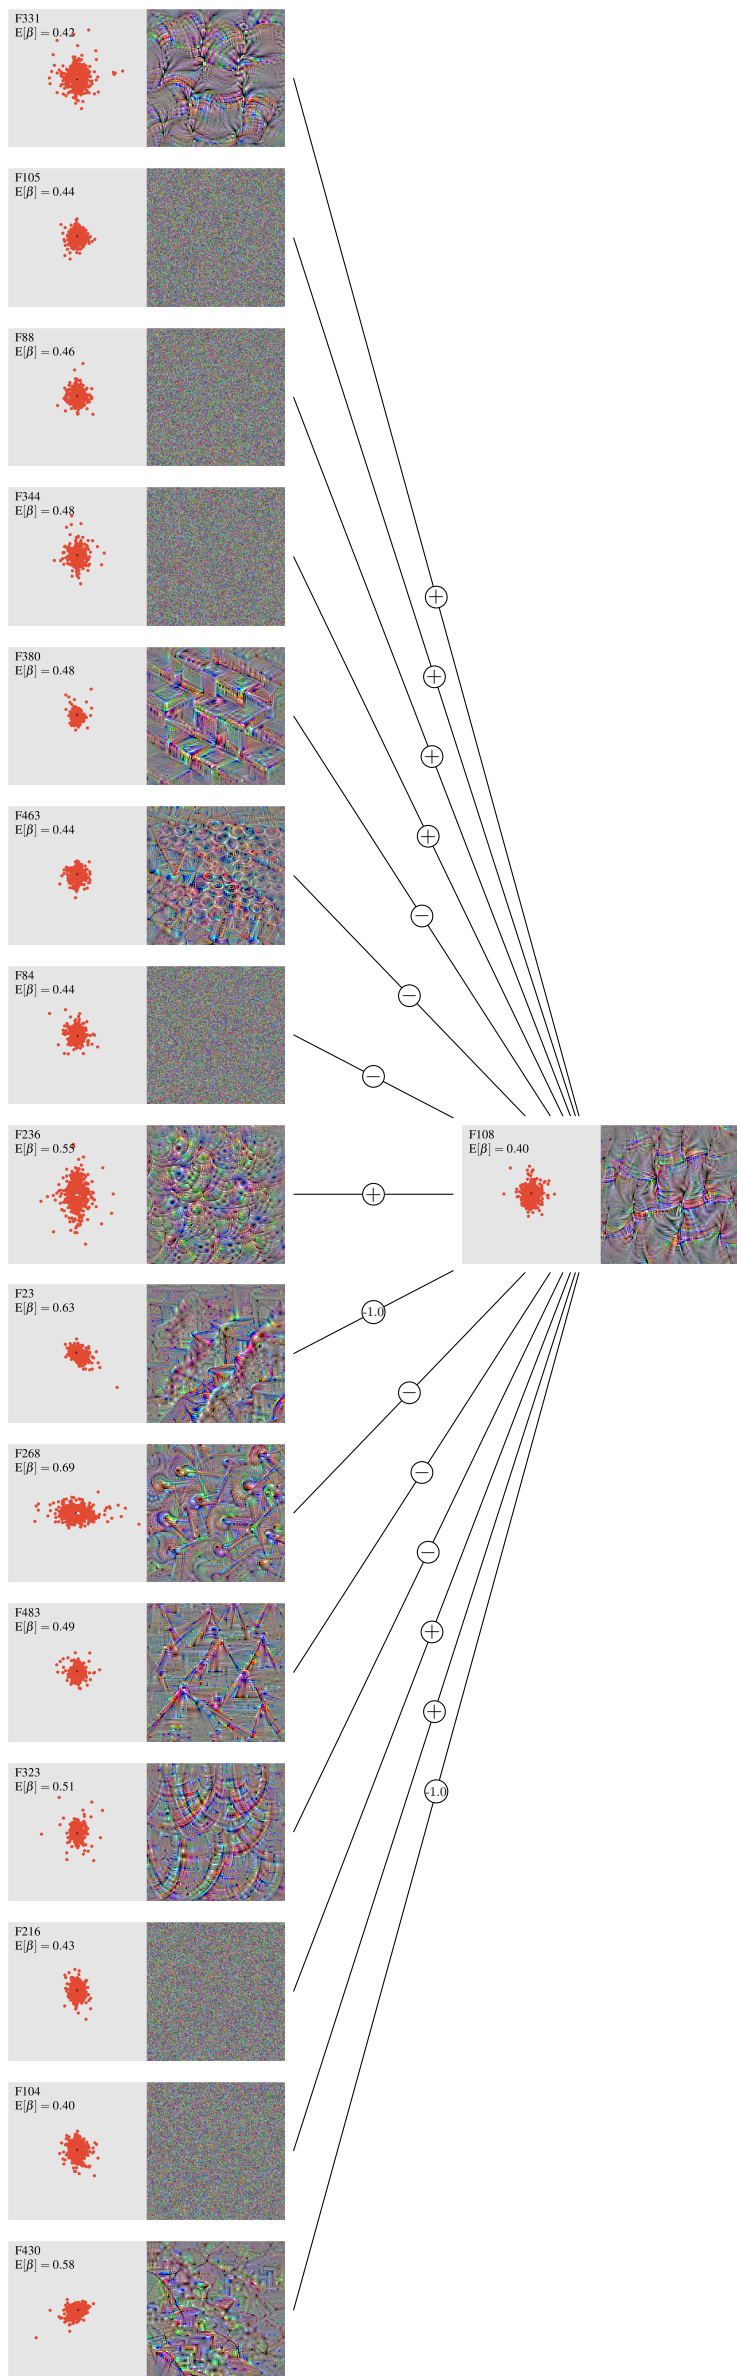 F331
E[β] = 0.42
F105
E[β] = 0.44
F88
E[β] = 0.46
F344
E[β] = 0.48
+
+
F380
E[β] = 0.48
+
+
F463
E[β] = 0.44
−
−
F84
E[β] = 0.44
−
F236
E[β] = 0.55
+
F108
E[β] = 0.40
F23
E[β] = 0.63
-1.0
−
F268
E[β] = 0.69
−
−
F483
E[β] = 0.49
+
+
F323
E[β] = 0.51
-1.0
F216
E[β] = 0.43
F104
E[β] = 0.40
F430
E[β] = 0.58